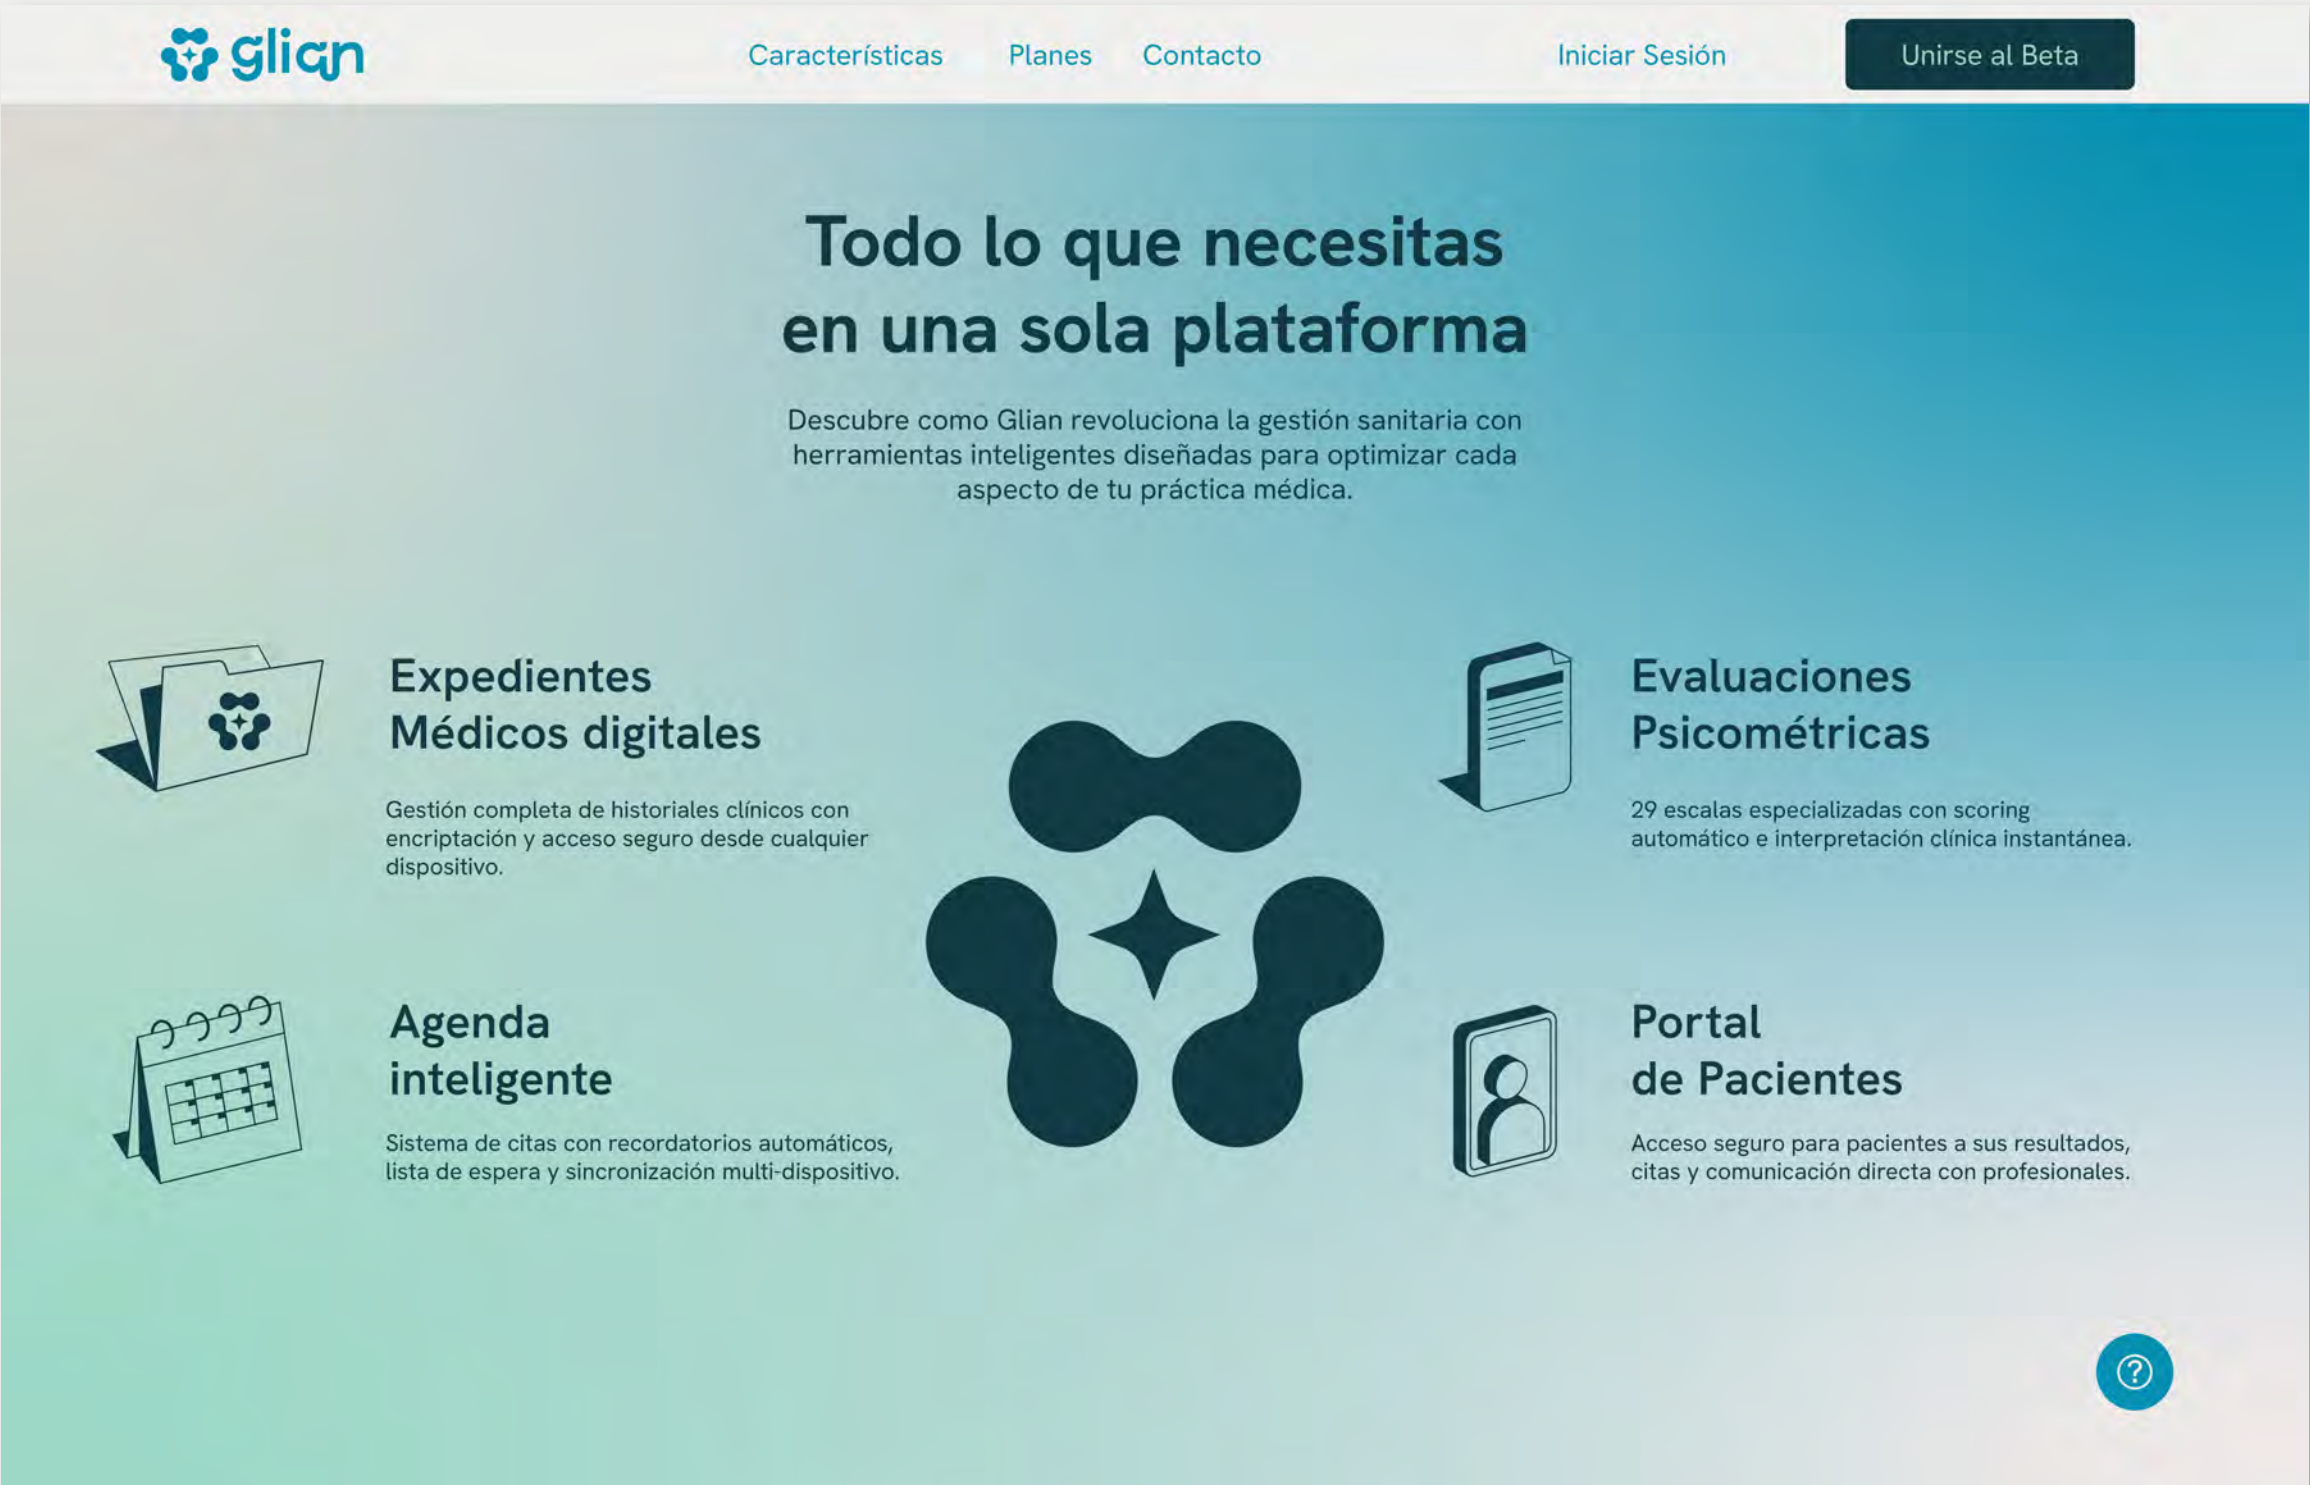 glian
Características
Planes
Contacto
Iniciar Sesión
Unirse al Beta
Todo lo que necesitas
en una sola plataforma
Descubre como Glian revoluciona la gestión sanitaria con
herramientas inteligentes diseñadas para optimizar cada
aspecto de tu práctica médica.
Expedientes
Médicos digitales
Gestión completa de historiales clínicos con
encriptación y acceso seguro desde cualquier
dispositivo.
Evaluaciones
Psicométricas
29 escalas especializadas con scoring
automático e interpretación clínica instantánea.
Agenda
inteligente
Sistema de citas con recordatorios automáticos,
lista de espera y sincronización multi-dispositivo.
Portal
de Pacientes
Acceso seguro para pacientes a sus resultados,
citas y comunicación directa con profesionales.
?